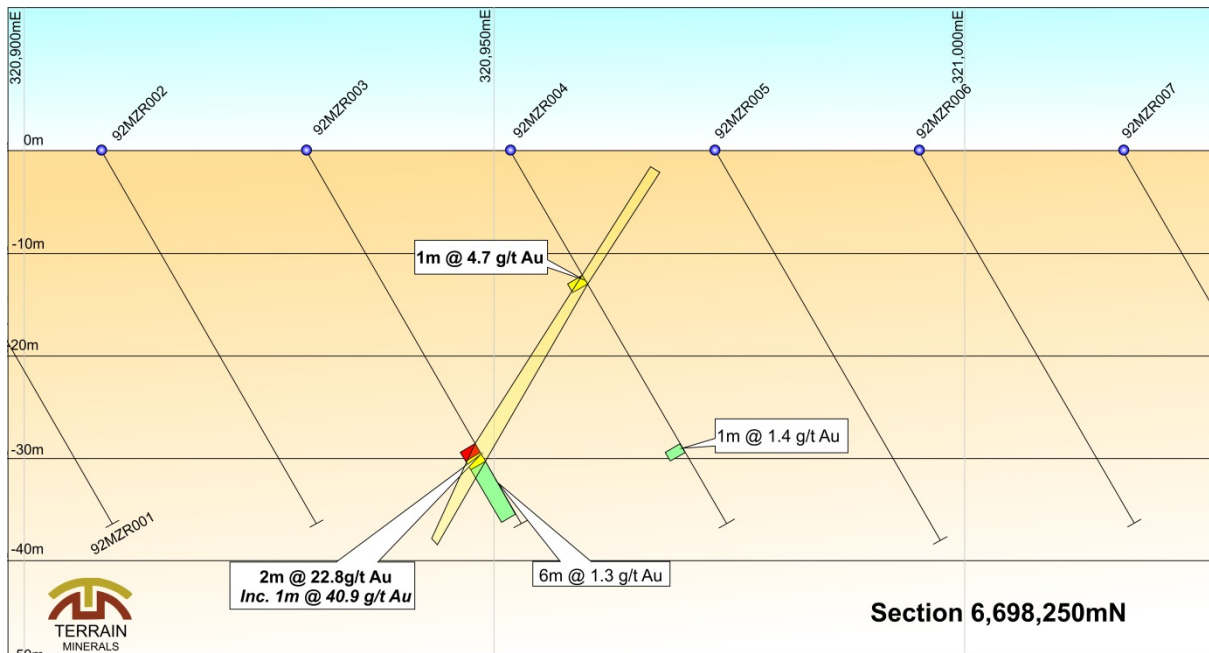 320,900mE
320,950mE
321,000mE
92MZR002
92MZR003
92MZR004
92MZR005
92MZR006
92MZR007
0m
-10m
1m @ 4.7 g/t Au
-20m
1m @ 1.4 g/t Au
-30m
92MZR001
-40m
2m @ 22.8g/t Au
Inc. 1m @ 40.9 g/t Au
6m @ 1.3 g/t Au
Section 6,698,250mN
TERRAIN
MINERALS